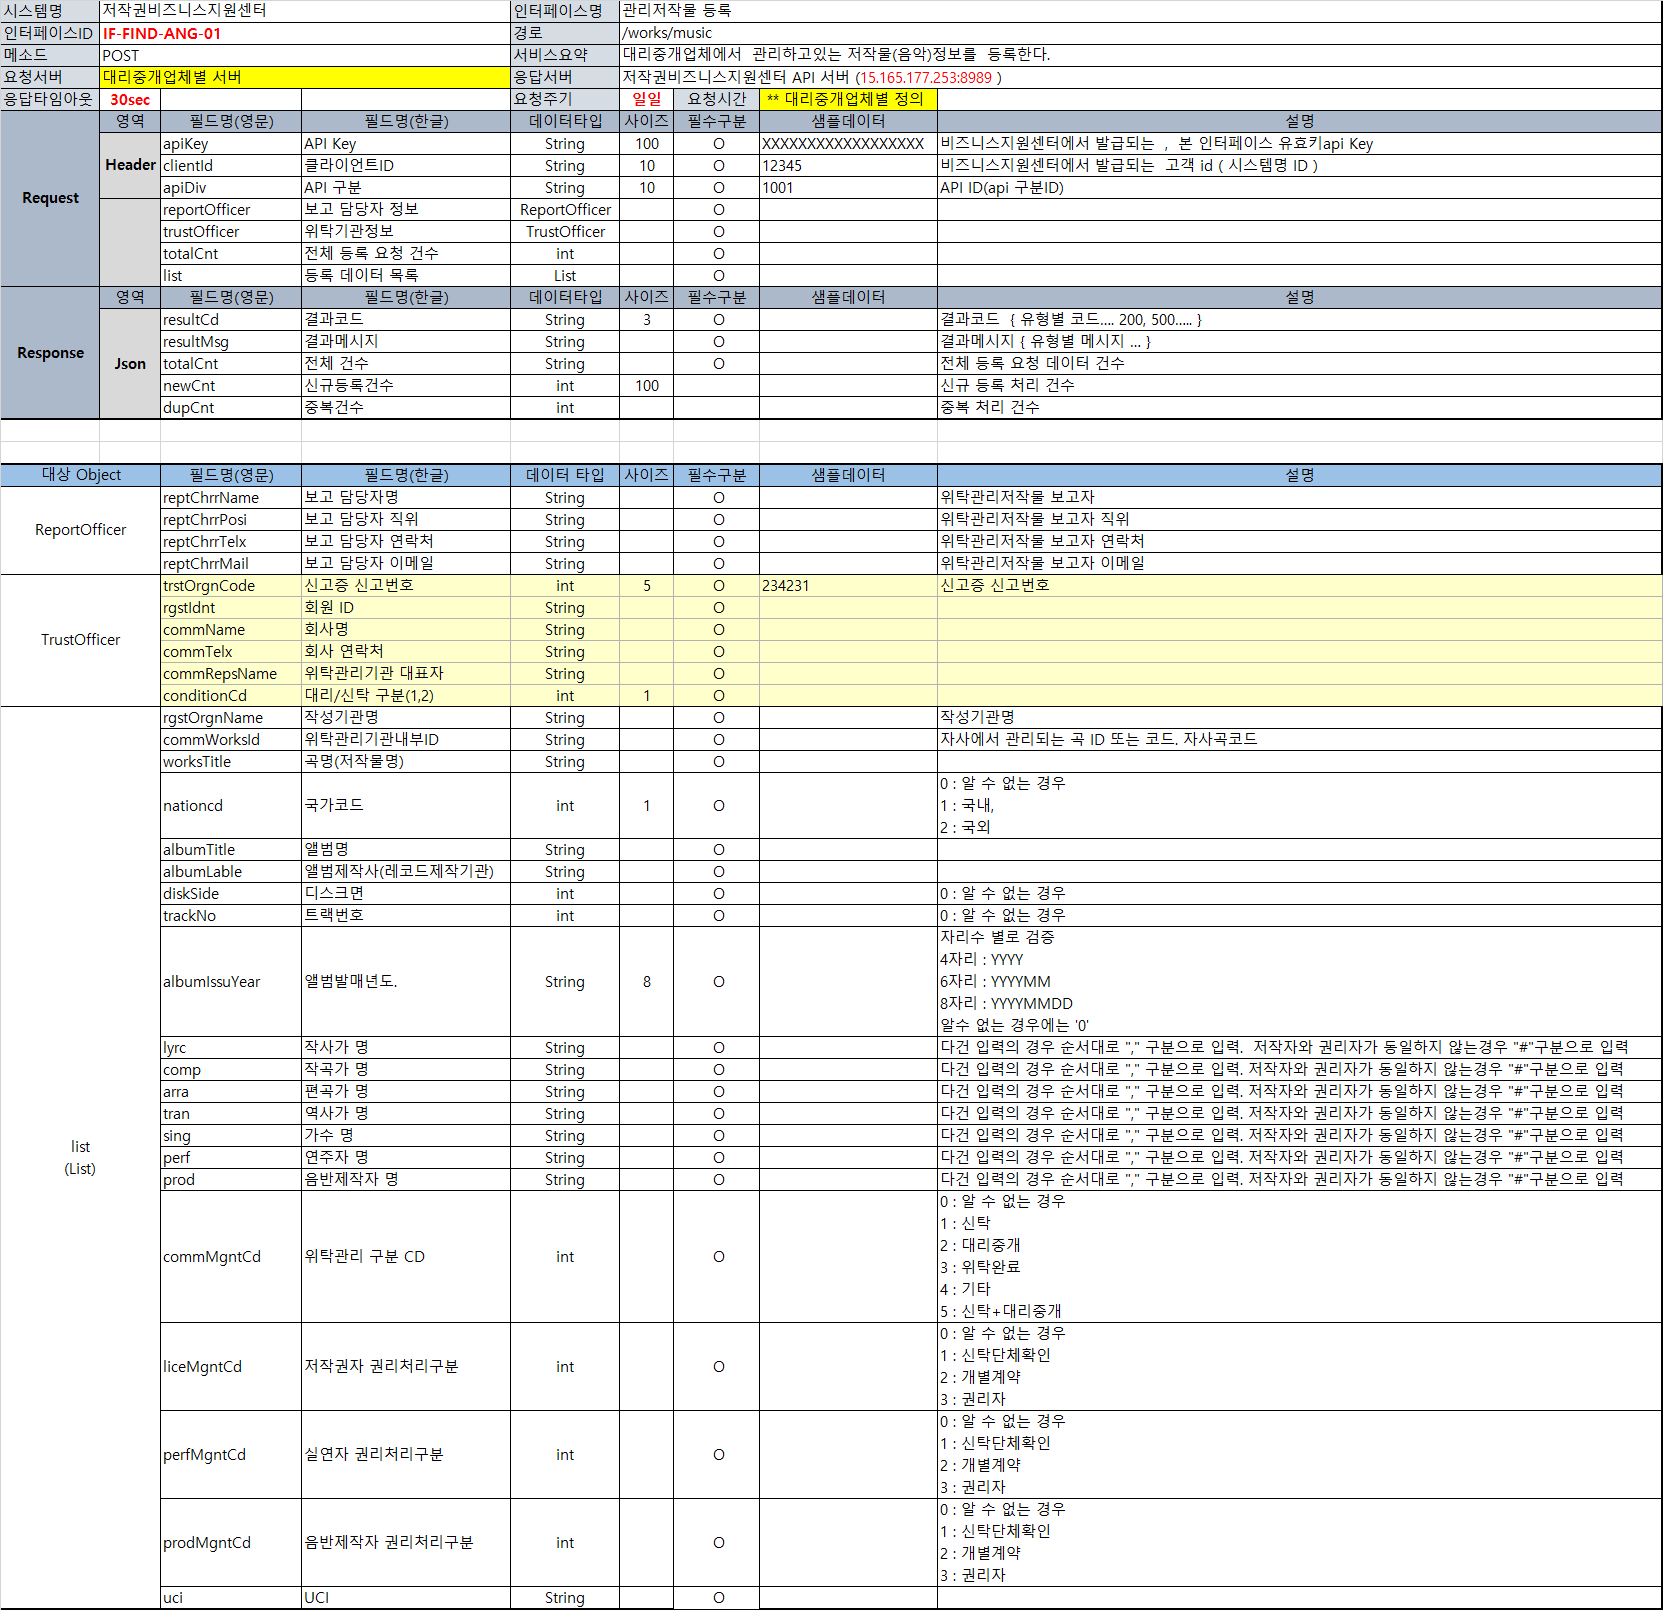 시스템명 저작권비즈니스지원센터 인터페이스명 관리저작물 등록
인터페이스ID IF-FIND-ANG-01 경로 /works/music
메소드 POST 서비스요약 대리중개업체에서 관리하고있는 저작물(음악)정보를 등록한다.
요청서버 대리중개업체별 서버 응답서버 저작권비즈니스지원센터 API 서버 (15.165.177.253:8989 )
응답타임아웃 30sec 요청주기 일일 요청시간 ** 대리중개업체별 정의
Request 영역 필드명(영문) 필드명(한글) 데이터타입 사이즈 필수구분 샘플데이터 설명
Header apiKey API Key String 100 O XXXXXXXXXXXXXXXXXX 비즈니스지원센터에서 발급되는 , 본 인터페이스 유효키api Key
clientId 클라이언트ID String 10 O 12345 비즈니스지원센터에서 발급되는 고객 id ( 시스템명 ID )
apiDiv API 구분 String 10 O 1001 API ID(api 구분ID)
reportOfficer 보고 담당자 정보 ReportOfficer O
trustOfficer 위탁기관정보 TrustOfficer O
totalCnt 전체 등록 요청 건수 int O
list 등록 데이터 목록 List O
Response 영역 필드명(영문) 필드명(한글) 데이터타입 사이즈 필수구분 샘플데이터 설명
Json resultCd 결과코드 String 3 O 결과코드 { 유형별 코드.... 200, 500..... }
resultMsg 결과메시지 String O 결과메시지 { 유형별 메시지 ... }
totalCnt 전체 건수 String O 전체 등록 요청 데이터 건수
newCnt 신규등록건수 int 100 신규 등록 처리 건수
dupCnt 중복건수 int 중복 처리 건수
대상 Object 필드명(영문) 필드명(한글) 데이터 타입 사이즈 필수구분 샘플데이터 설명
ReportOfficer reptChrrName 보고 담당자명 String O 위탁관리저작물 보고자
reptChrrPosi 보고 담당자 직위 String O 위탁관리저작물 보고자 직위
reptChrrTelx 보고 담당자 연락처 String O 위탁관리저작물 보고자 연락처
reptChrrMail 보고 담당자 이메일 String O 위탁관리저작물 보고자 이메일
TrustOfficer trstOrgnCode 신고증 신고번호 int 5 O 234231 신고증 신고번호
rgstIdnt 회원 ID String O
commName 회사명 String O
commTelx 회사 연락처 String O
commRepsName 위탁관리기관 대표자 String O
conditionCd 대리/신탁 구분(1,2) int 1 O
list
(List)
rgstOrgnName 작성기관명 String O 작성기관명
commWorksId 위탁관리기관내부ID String O 자사에서 관리되는 곡 ID 또는 코드. 자사곡코드
worksTitle 곡명(저작물명) String O
nationcd 국가코드 int 1 O
0 : 알 수 없는 경우
1 : 국내,
2 : 국외
albumTitle 앨범명 String O
albumLable 앨범제작사(레코드제작기관) String O
diskSide 디스크면 int O 0 : 알 수 없는 경우
trackNo 트랙번호 int O 0 : 알 수 없는 경우
albumIssuYear 앨범발매년도. String 8 O
자리수 별로 검증
4자리 : YYYY
6자리 : YYYYMM
8자리 : YYYYMMDD
알수 없는 경우에는 '0'
lyrc 작사가 명 String O 다건 입력의 경우 순서대로 "," 구분으로 입력. 저작자와 권리자가 동일하지 않는경우 "#"구분으로 입력
comp 작곡가 명 String O 다건 입력의 경우 순서대로 "," 구분으로 입력. 저작자와 권리자가 동일하지 않는경우 "#"구분으로 입력
arra 편곡가 명 String O 다건 입력의 경우 순서대로 "," 구분으로 입력. 저작자와 권리자가 동일하지 않는경우 "#"구분으로 입력
tran 역사가 명 String O 다건 입력의 경우 순서대로 "," 구분으로 입력. 저작자와 권리자가 동일하지 않는경우 "#"구분으로 입력
sing 가수 명 String O 다건 입력의 경우 순서대로 "," 구분으로 입력. 저작자와 권리자가 동일하지 않는경우 "#"구분으로 입력
perf 연주자 명 String O 다건 입력의 경우 순서대로 "," 구분으로 입력. 저작자와 권리자가 동일하지 않는경우 "#"구분으로 입력
prod 음반제작자 명 String O 다건 입력의 경우 순서대로 "," 구분으로 입력. 저작자와 권리자가 동일하지 않는경우 "#"구분으로 입력
commMgntCd 위탁관리 구분 CD int O
0 : 알 수 없는 경우
1 : 신탁
2 : 대리중개
3 : 위탁완료
4 : 기타
5 : 신탁+대리중개
liceMgntCd 저작권자 권리처리구분 int O
0 : 알 수 없는 경우
1 : 신탁단체확인
2 : 개별계약
3 : 권리자
perfMgntCd 실연자 권리처리구분 int O
0 : 알 수 없는 경우
1 : 신탁단체확인
2 : 개별계약
3 : 권리자
prodMgntCd 음반제작자 권리처리구분 int O
0 : 알 수 없는 경우
1 : 신탁단체확인
2 : 개별계약
3 : 권리자
uci UCI String O